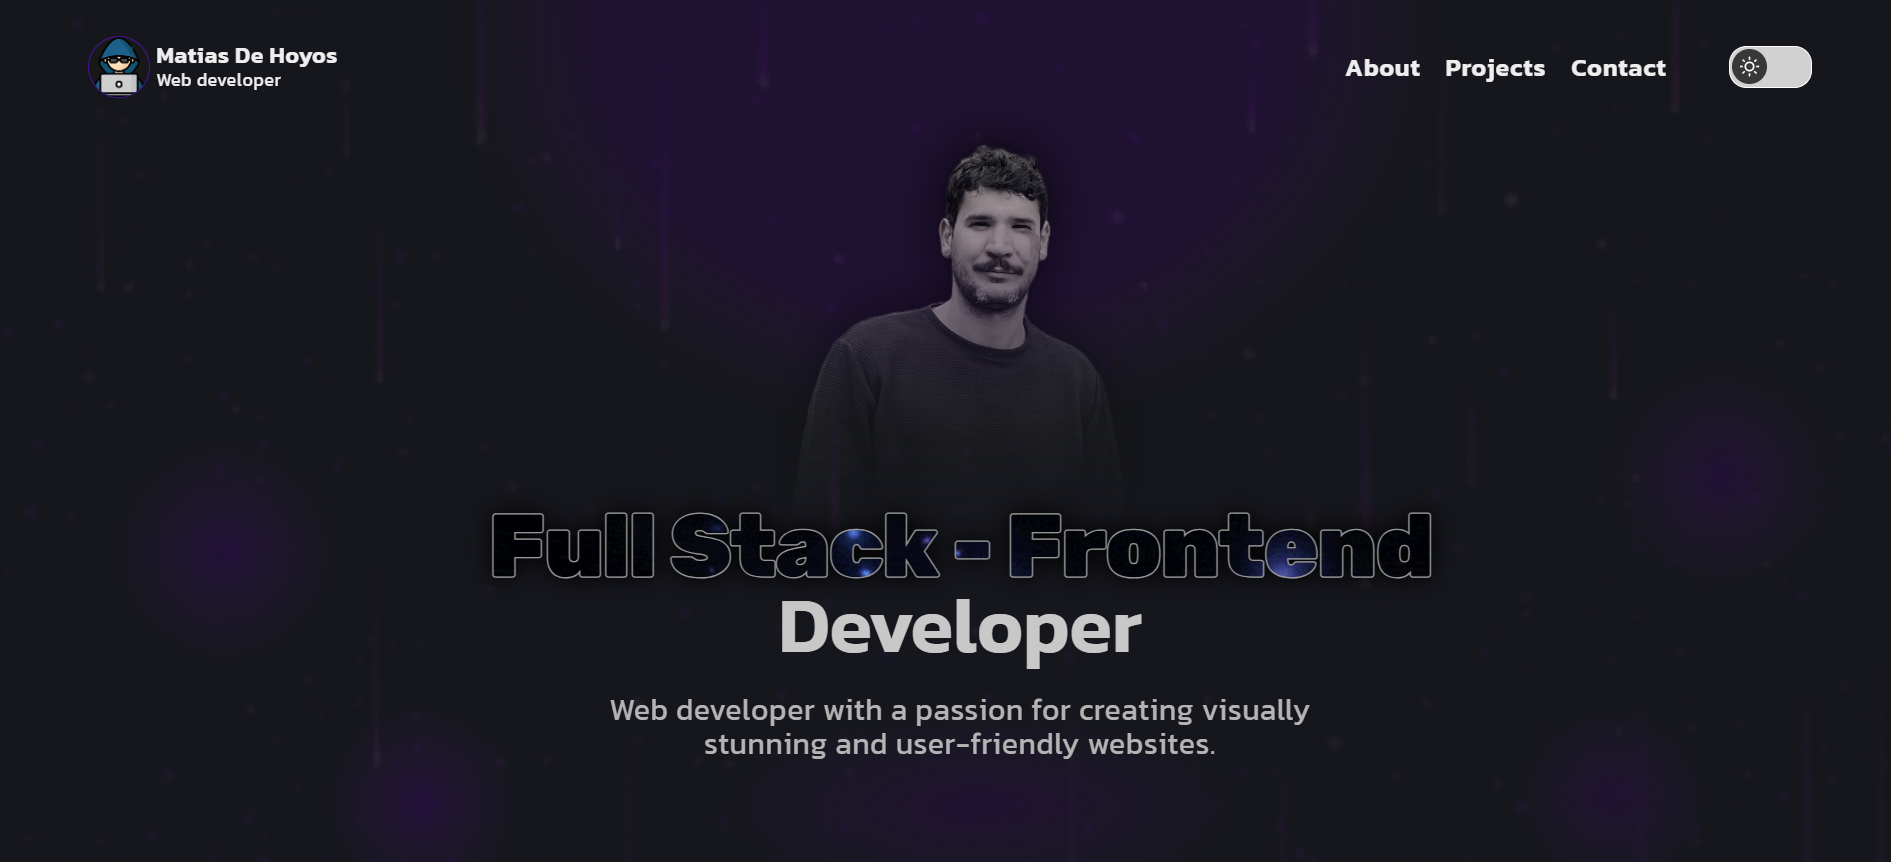 Matias De Hoyos
Web developer
About Projects Contact
Full Stack - Frontend
Developer
Web developer with a passion for creating visually
stunning and user-friendly websites.